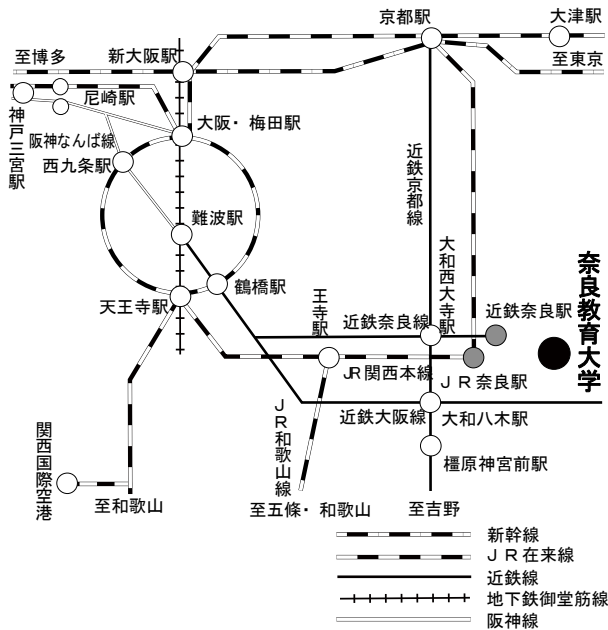 京都駅
大津駅
至博多
新大阪駅
至東京
尼崎駅
神戸三宮駅
大阪・梅田駅
阪神なんば線
西九条駅
近鉄京都線
難波駅
大和西大寺駅
奈良教育大学
鶴橋駅
天王寺駅
王寺駅
近鉄奈良線
近鉄奈良駅
JR関西本線
JR奈良駅
JR和歌山線
近鉄大阪線
大和八木駅
関西国際空港
橿原神宮前駅
至和歌山
至五條・和歌山
至吉野
新幹線
JR在来線
近鉄線
地下鉄御堂筋線
阪神線